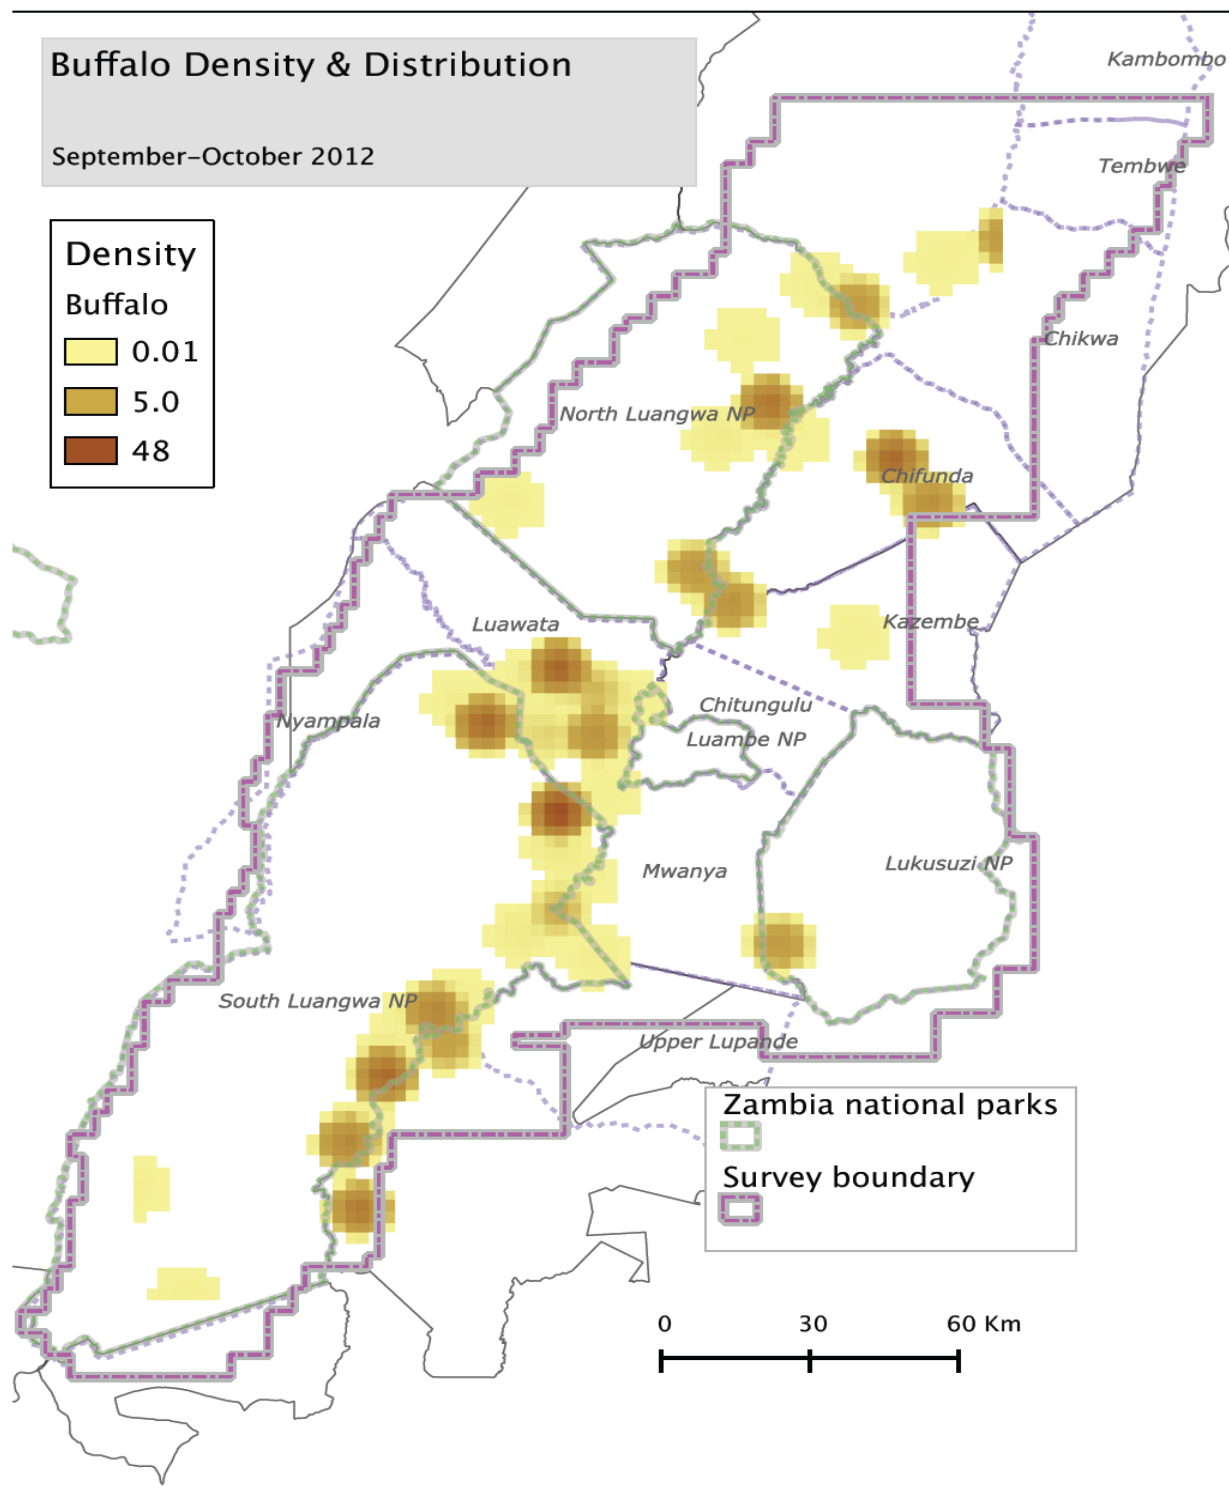 Buffalo Density & Distribution
September–October 2012
Density
Buffalo
0.01
5.0
48
Kambombo
Tembwe
Chikwa
North Luangwa NP
Chifunda
Kazembe
Luawata
Chitungulu
Nyampala
Luambe NP
Mwanya
Lukusuzi NP
South Luangwa NP
Upper Lupande
Zambia national parks
Survey boundary
0 30 60 Km